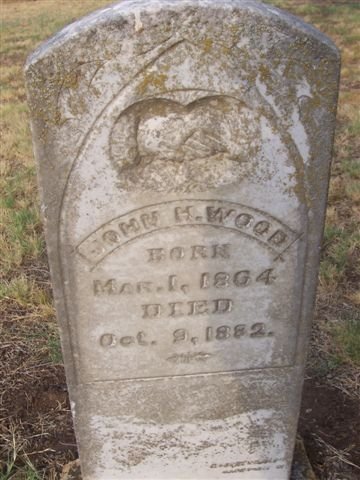 JOHN H. WOOD
BORN
MAR. 1, 1864
DIED
OCT. 9, 1882.